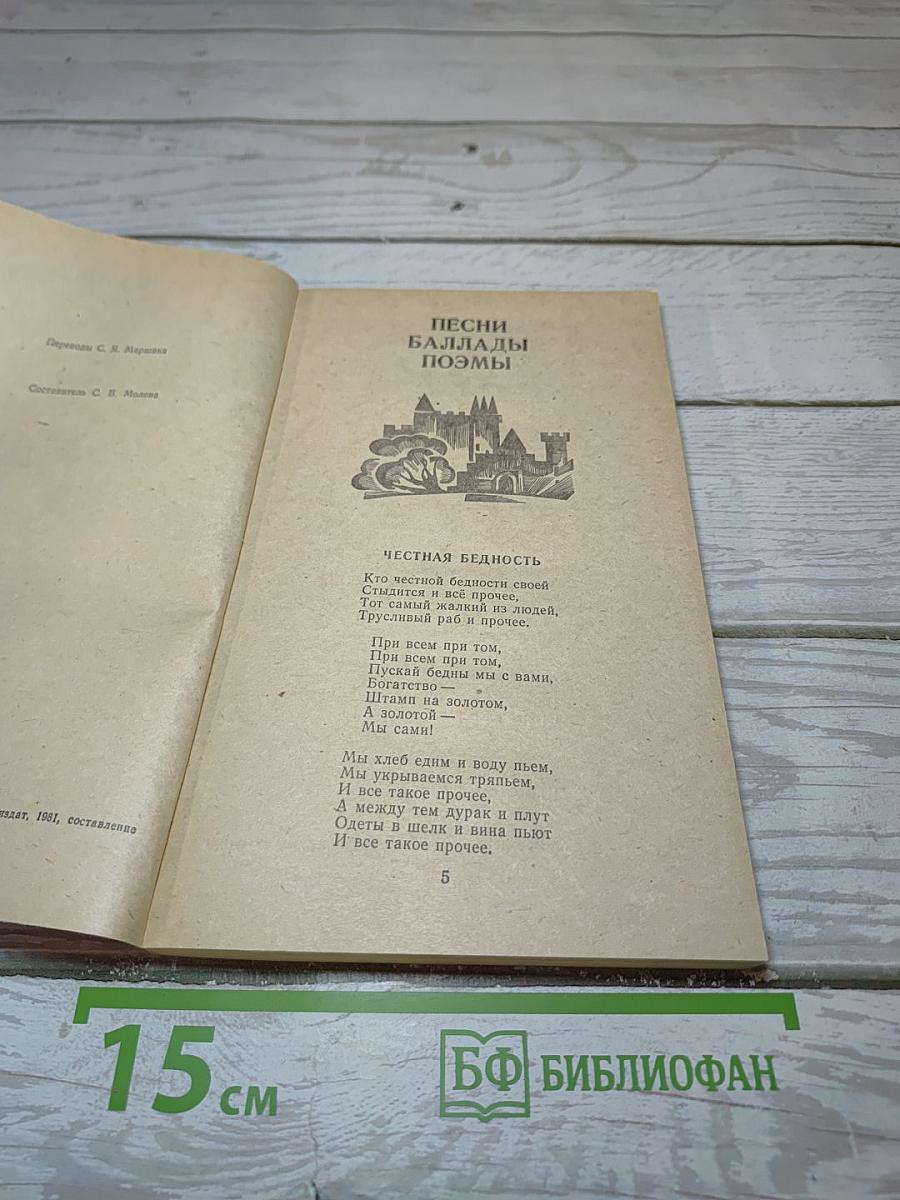 Переводы С. Я. Маршака
Составитель С. В. Молева
издат, 1981, составление
ПЕСНИ
БАЛЛАДЫ
ПОЭМЫ
ЧЕСТНАЯ БЕДНОСТЬ
Кто честной бедности своей
Стыдится и всё прочее,
Тот самый жалкий из людей,
Трусливый раб и прочее.
При всем при том,
При всем при том,
Пускай бедны мы с вами,
Богатство —
Штамп на золотом,
А золотой —
Мы сами!
Мы хлеб едим и воду пьем,
Мы укрываемся тряпьем,
И все такое прочее,
А между тем дурак и плут
Одеты в шелк и вина пьют
И все такое прочее.
5
15 см
БФ БИБЛИОФАН